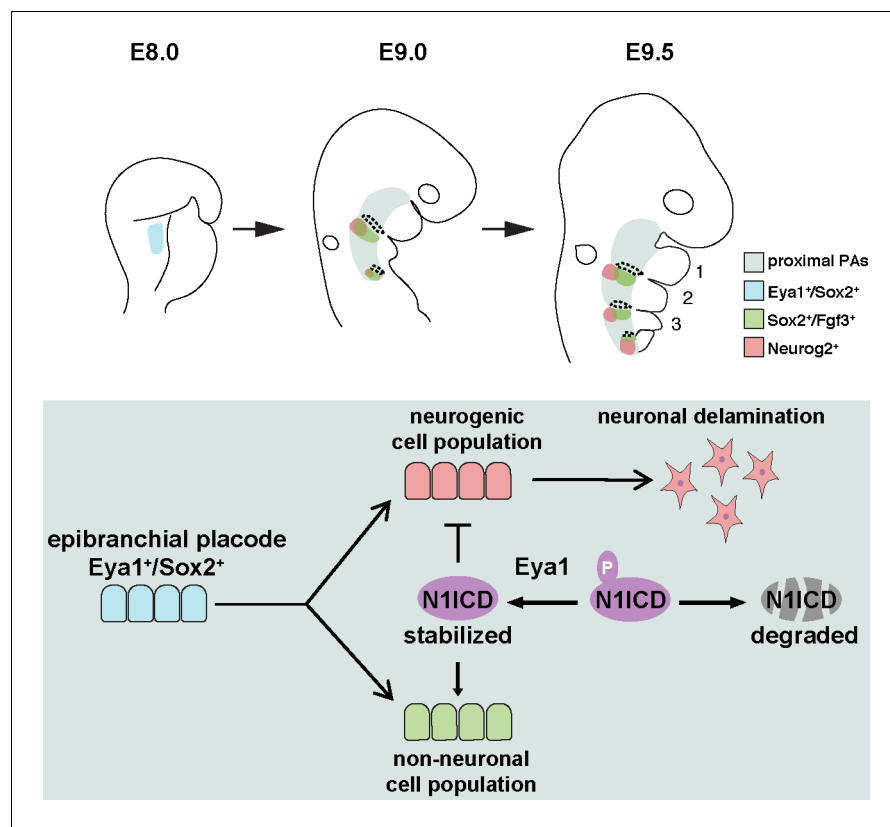 E8.0
E9.0
E9.5
1
2
3
proximal PAs
Eya1⁺/Sox2⁺
Sox2⁺/Fgf3⁺
Neurog2⁺
neurogenic
cell population
neuronal delamination
epibranchial placode
Eya1⁺/Sox2⁺
Eya1
P
N1ICD
N1ICD
N1ICD
stabilized
degraded
non-neuronal
cell population